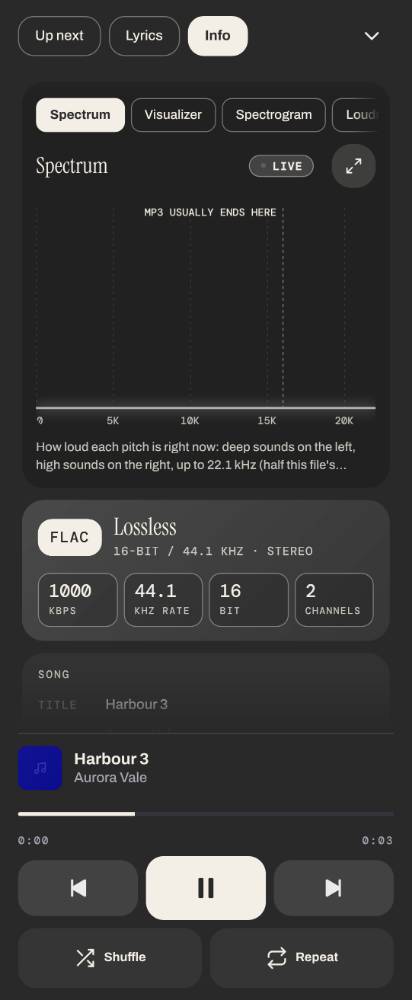 Up next Lyrics Info
Spectrum Visualizer Spectrogram
Spectrum LIVE
MP3 USUALLY ENDS HERE
0 5K 10K 15K 20K
How loud each pitch is right now: deep sounds on the left,
high sounds on the right, up to 22.1 kHz (half this file's…
FLAC Lossless
16-BIT / 44.1 KHZ · STEREO
1000 44.1 16 2
KBPS KHZ RATE BIT CHANNELS
SONG
TITLE Harbour 3
Harbour 3
Aurora Vale
0:00 0:03
Shuffle Repeat